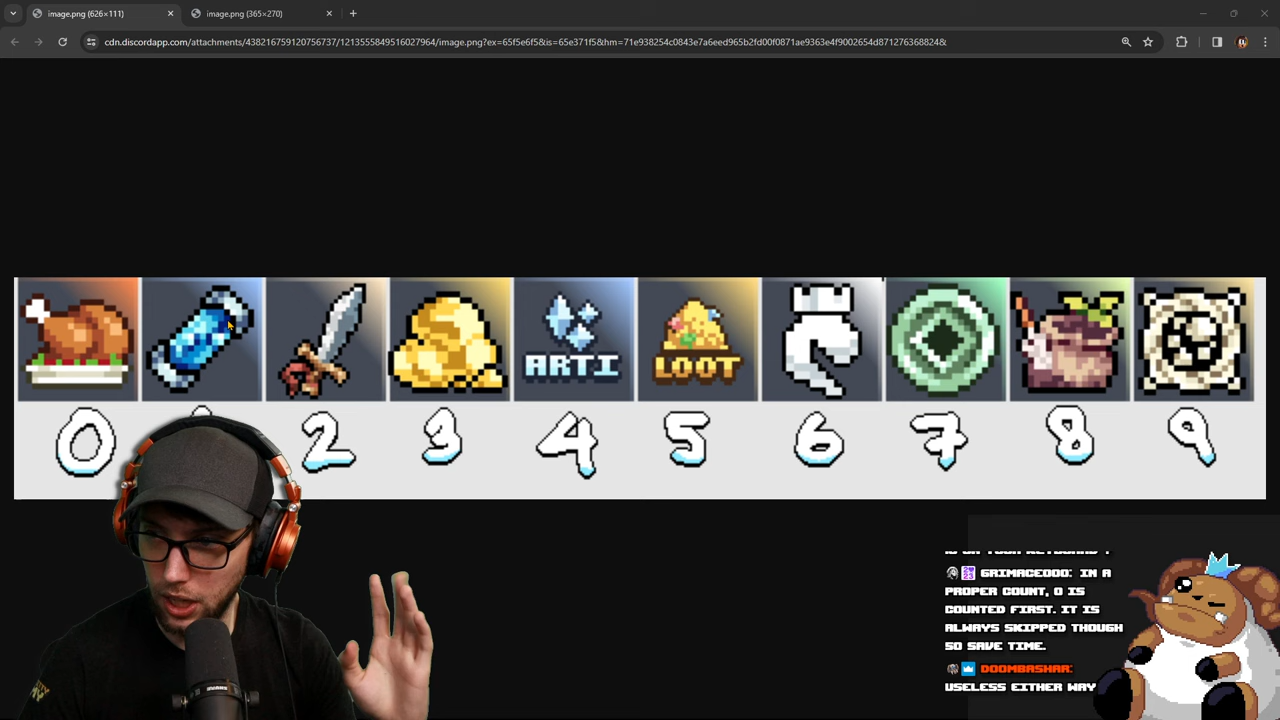 image.png (626×111)
image.png (365×270)
cdn.discordapp.com/attachments/438216759120756737/1213555849516027964/image.png?ex=65f5e6f5&is=65e371f5&hm=71e938254c0843e7a6eed965b2fd00f0871ae9363e4f9002654d8712763688824&
ARTI
LOOT
0 2 3 4 5 6 7 8 9
GRIMACEOOO: IN A
PROPER COUNT, 0 IS
COUNTED FIRST. IT IS
ALWAYS SKIPPED THOUGH
SO SAVE TIME.
DOOMBASHAR:
USELESS EITHER WAY